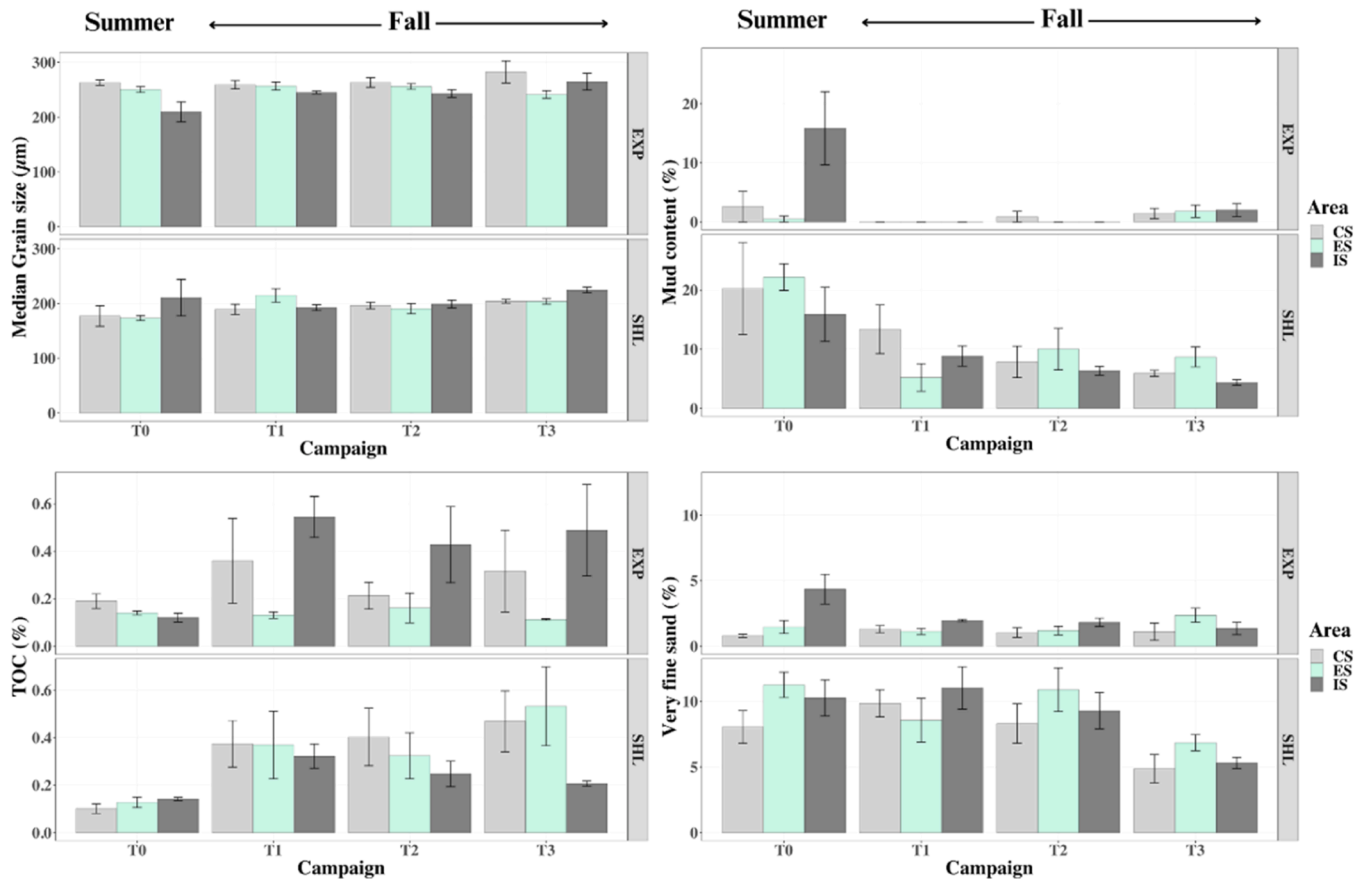 Summer Fall
Summer Fall
Median Grain size (µm)
300
200
100
0
EXP
300
200
100
0
SHL
T0 T1 T2 T3
Campaign
Mud content (%)
20
10
0
EXP
20
10
0
SHL
T0 T1 T2 T3
Campaign
Area
CS
ES
IS
TOC (%)
0.6
0.4
0.2
0.0
EXP
0.6
0.4
0.2
0.0
SHL
T0 T1 T2 T3
Campaign
Very fine sand (%)
10
5
0
EXP
10
5
0
SHL
T0 T1 T2 T3
Campaign
Area
CS
ES
IS